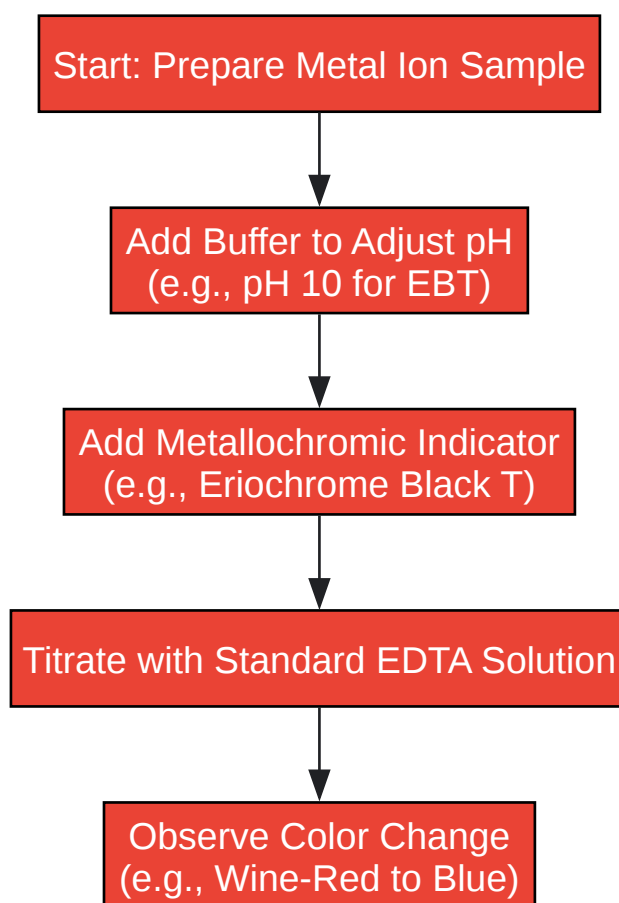 Start: Prepare Metal Ion Sample
Add Buffer to Adjust pH
(e.g., pH 10 for EBT)
Add Metallochromic Indicator
(e.g., Eriochrome Black T)
Titrate with Standard EDTA Solution
Observe Color Change
(e.g., Wine-Red to Blue)